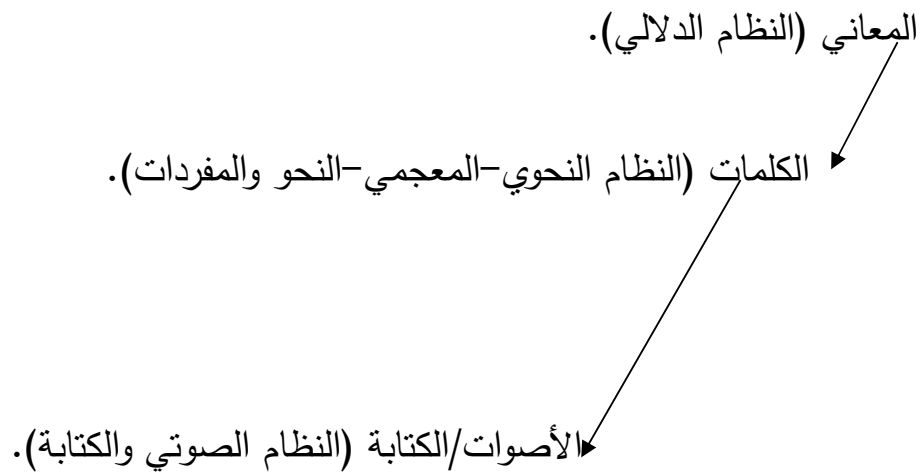 المعاني (النظام الدلالي).
الكلمات (النظام النحوي-المعجمي-النحو والمفردات).
الأصوات/الكتابة (النظام الصوتي والكتابة).